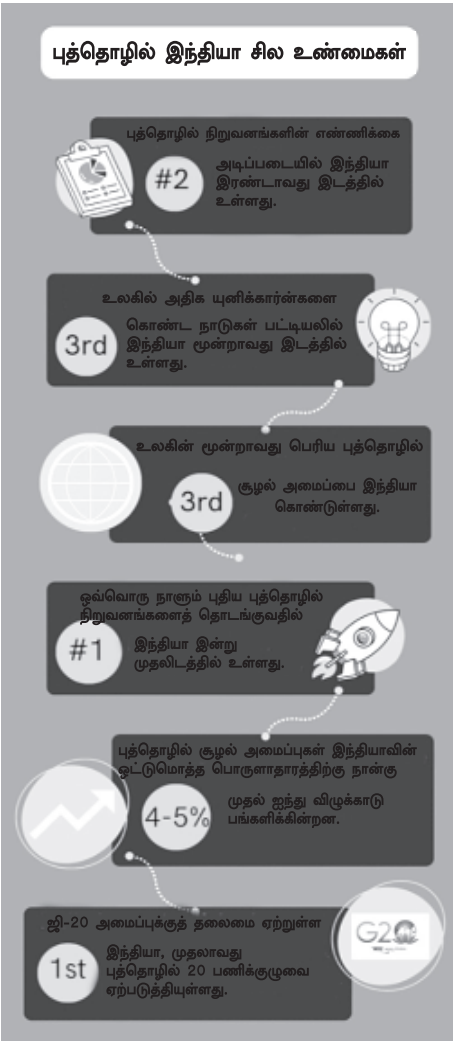 புத்தொழில் இந்தியா சில உண்மைகள்
புத்தொழில் நிறுவனங்களின் எண்ணிக்கை
#2
அடிப்படையில் இந்தியா
இரண்டாவது இடத்தில்
உள்ளது.
உலகில் அதிக யுனிக்கார்ன்களை
3rd
கொண்ட நாடுகள் பட்டியலில்
இந்தியா மூன்றாவது இடத்தில்
உள்ளது.
உலகின் மூன்றாவது பெரிய புத்தொழில்
3rd
சூழல் அமைப்பை இந்தியா
கொண்டுள்ளது.
ஒவ்வொரு நாளும் புதிய புத்தொழில்
நிறுவனங்களைத் தொடங்குவதில்
#1
இந்தியா இன்று
முதலிடத்தில் உள்ளது.
புத்தொழில் சூழல் அமைப்புகள் இந்தியாவின்
ஒட்டுமொத்த பொருளாதாரத்திற்கு நான்கு
4-5%
முதல் ஐந்து விழுக்காடு
பங்களிக்கின்றன.
ஜி-20 அமைப்புக்குத் தலைமை ஏற்றுள்ள
G20
1st
இந்தியா, முதலாவது
புத்தொழில் 20 பணிக்குழுவை
ஏற்படுத்தியுள்ளது.